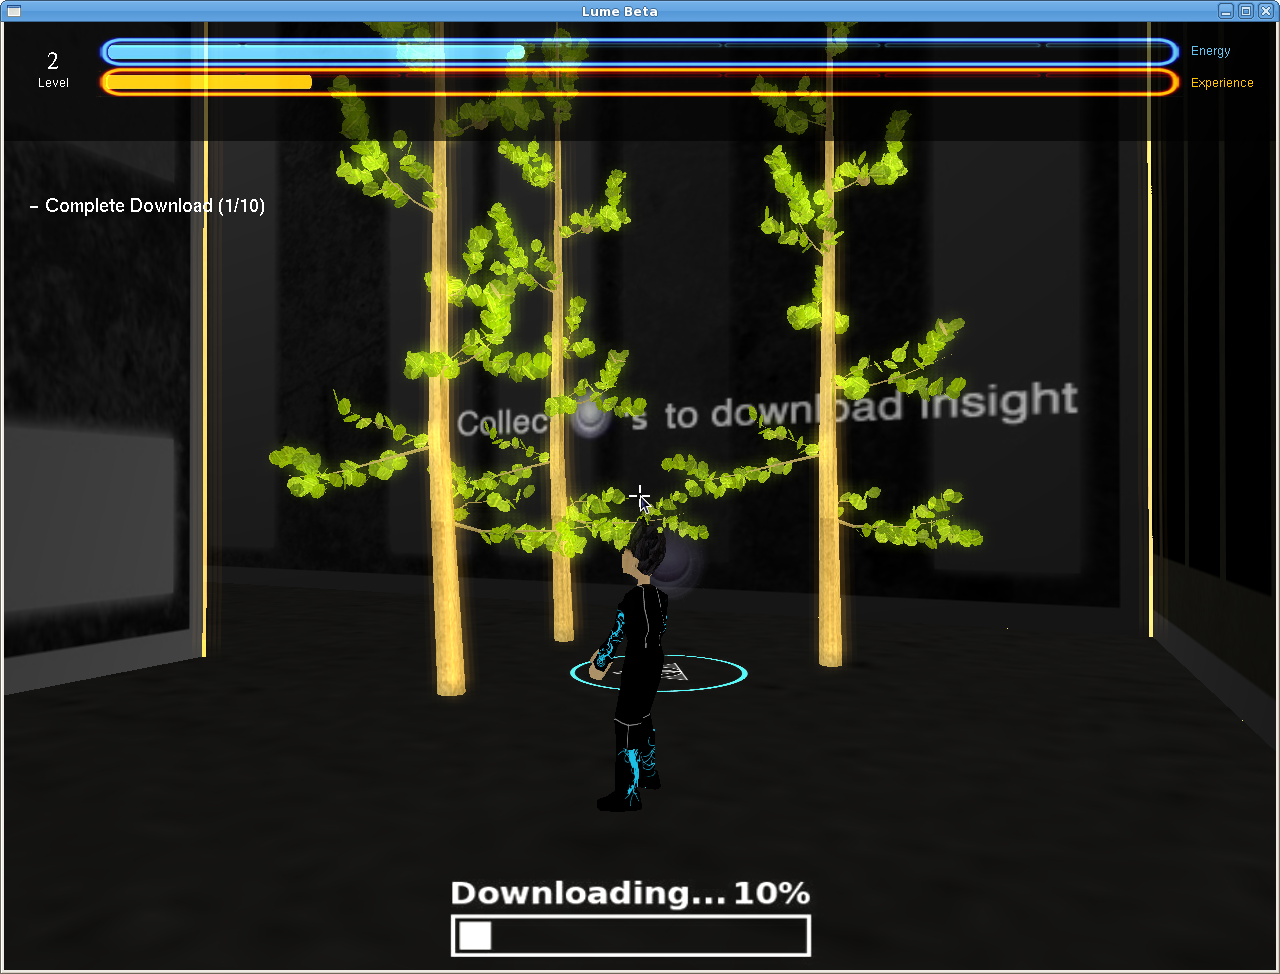 Lume Beta
2
Level
Energy
Experience
– Complete Download (1/10)
Collec s to download insight
Downloading... 10%